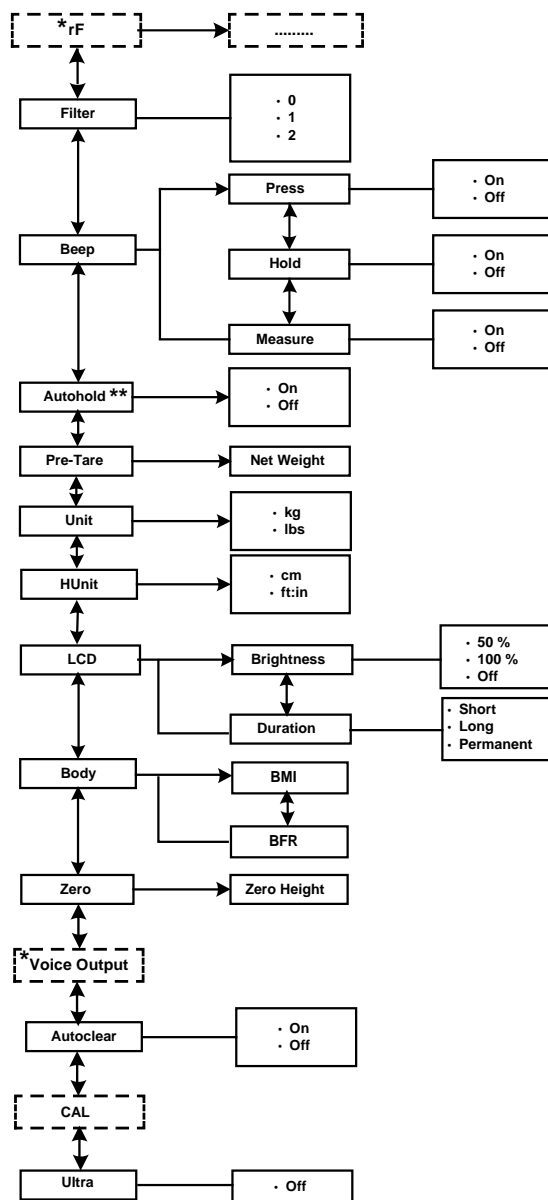 *rF
.........
Filter
· 0
· 1
· 2
Beep
Press
· On
· Off
Hold
· On
· Off
Measure
· On
· Off
Autohold **
· On
· Off
Pre-Tare
Net Weight
Unit
· kg
· lbs
HUnit
· cm
· ft:in
LCD
Brightness
· 50 %
· 100 %
· Off
Duration
· Short
· Long
· Permanent
Body
BMI
BFR
Zero
Zero Height
*Voice Output
Autoclear
· On
· Off
CAL
Ultra
· Off